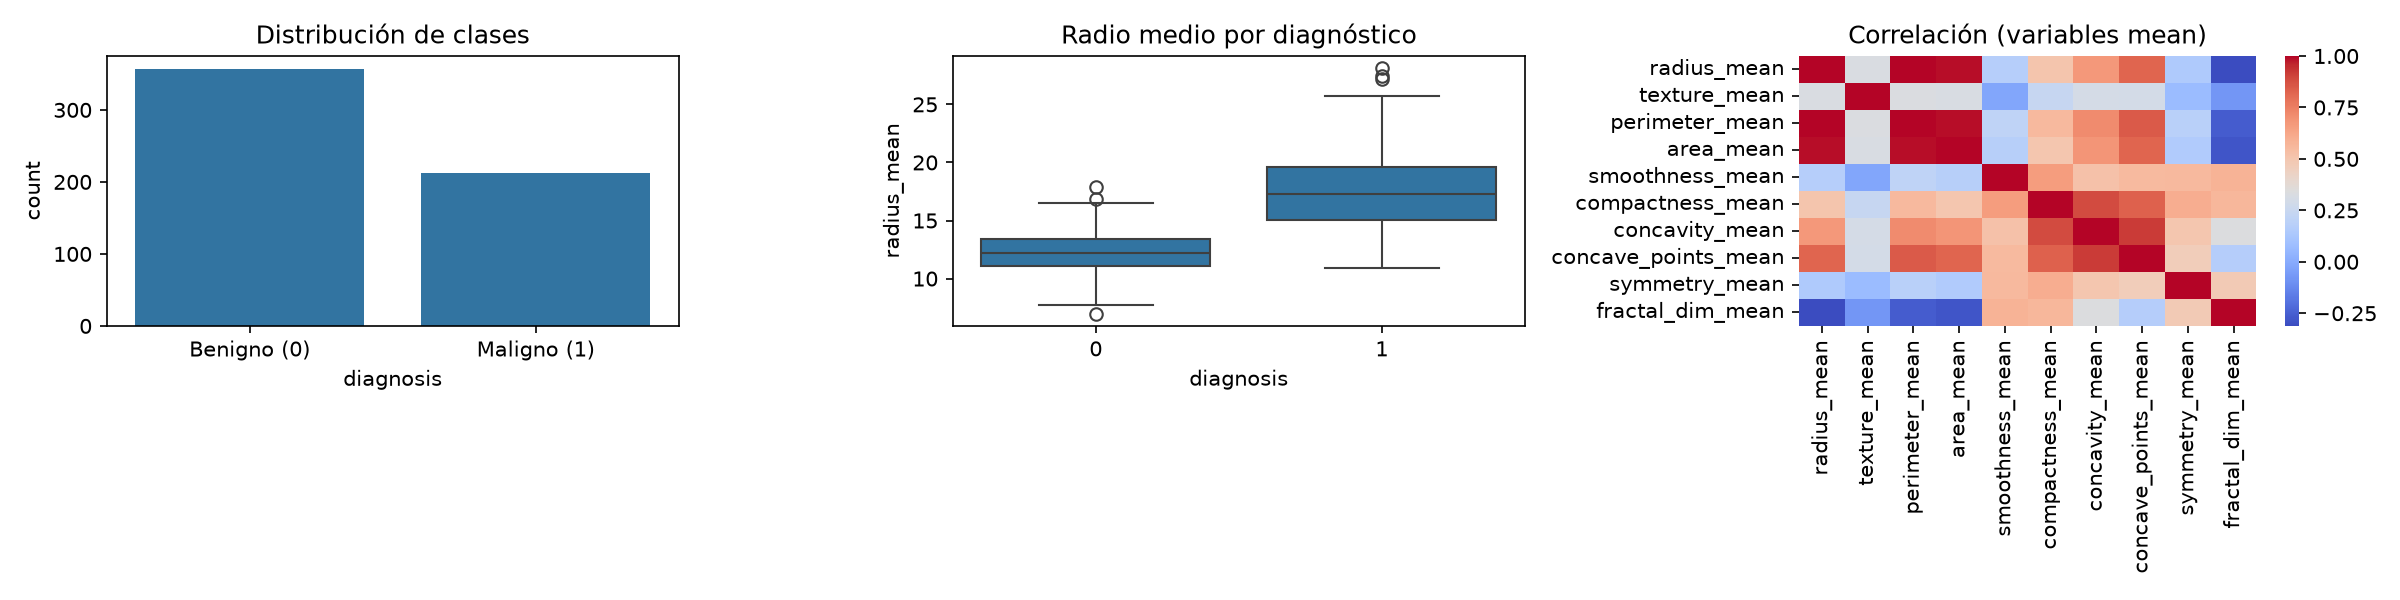 Distribución de clases
count
300
200
100
0
Benigno (0)
Maligno (1)
diagnosis
Radio medio por diagnóstico
radius_mean
25
20
15
10
0
1
diagnosis
Correlación (variables mean)
radius_mean
texture_mean
perimeter_mean
area_mean
smoothness_mean
compactness_mean
concavity_mean
concave_points_mean
symmetry_mean
fractal_dim_mean
radius_mean
texture_mean
perimeter_mean
area_mean
smoothness_mean
compactness_mean
concavity_mean
concave_points_mean
symmetry_mean
fractal_dim_mean
1.00
0.75
0.50
0.25
0.00
−0.25